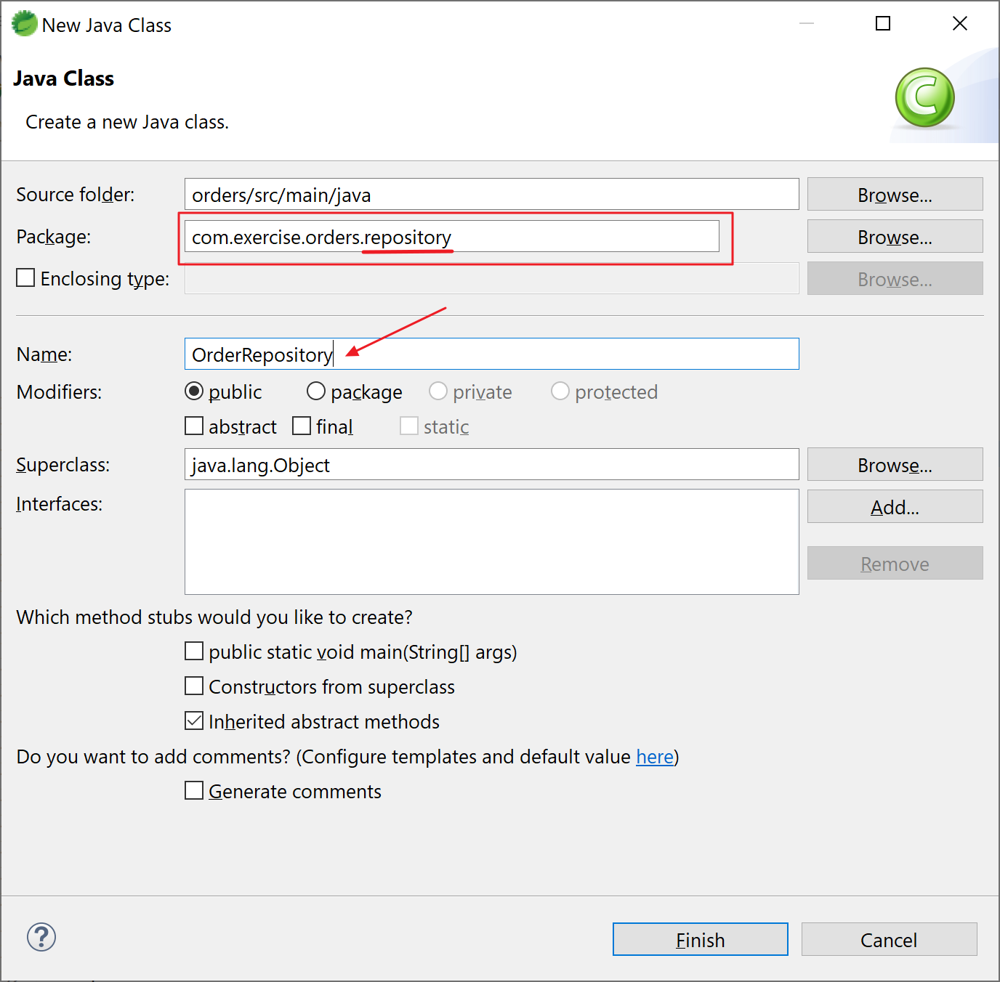 New Java Class
Java Class
Create a new Java class.
Source folder: orders/src/main/java Browse...
Package: com.exercise.orders.repository Browse...
Enclosing type: Browse...
Name: OrderRepository
Modifiers: public package private protected
abstract final static
Superclass: java.lang.Object Browse...
Interfaces: Add...
Remove
Which method stubs would you like to create?
public static void main(String[] args)
Constructors from superclass
Inherited abstract methods
Do you want to add comments? (Configure templates and default value here)
Generate comments
? Finish Cancel